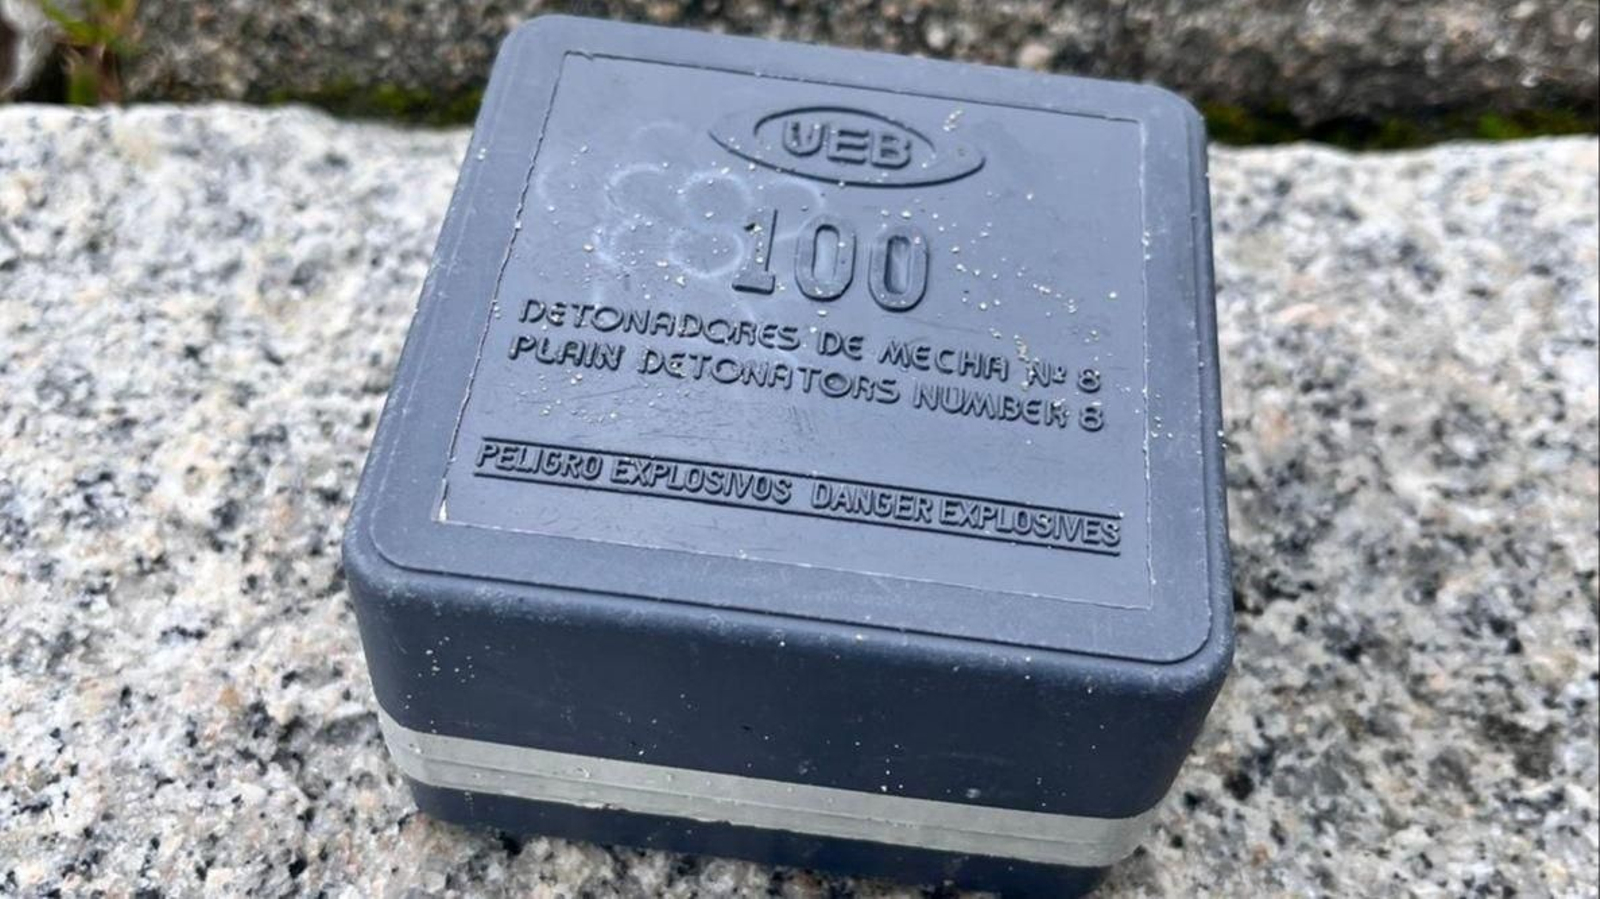 UEB
100
DETONADORES DE MECHA Nº 8
PLAIN DETONATORS NUMBER 8
PELIGRO EXPLOSIVOS DANGER EXPLOSIVES